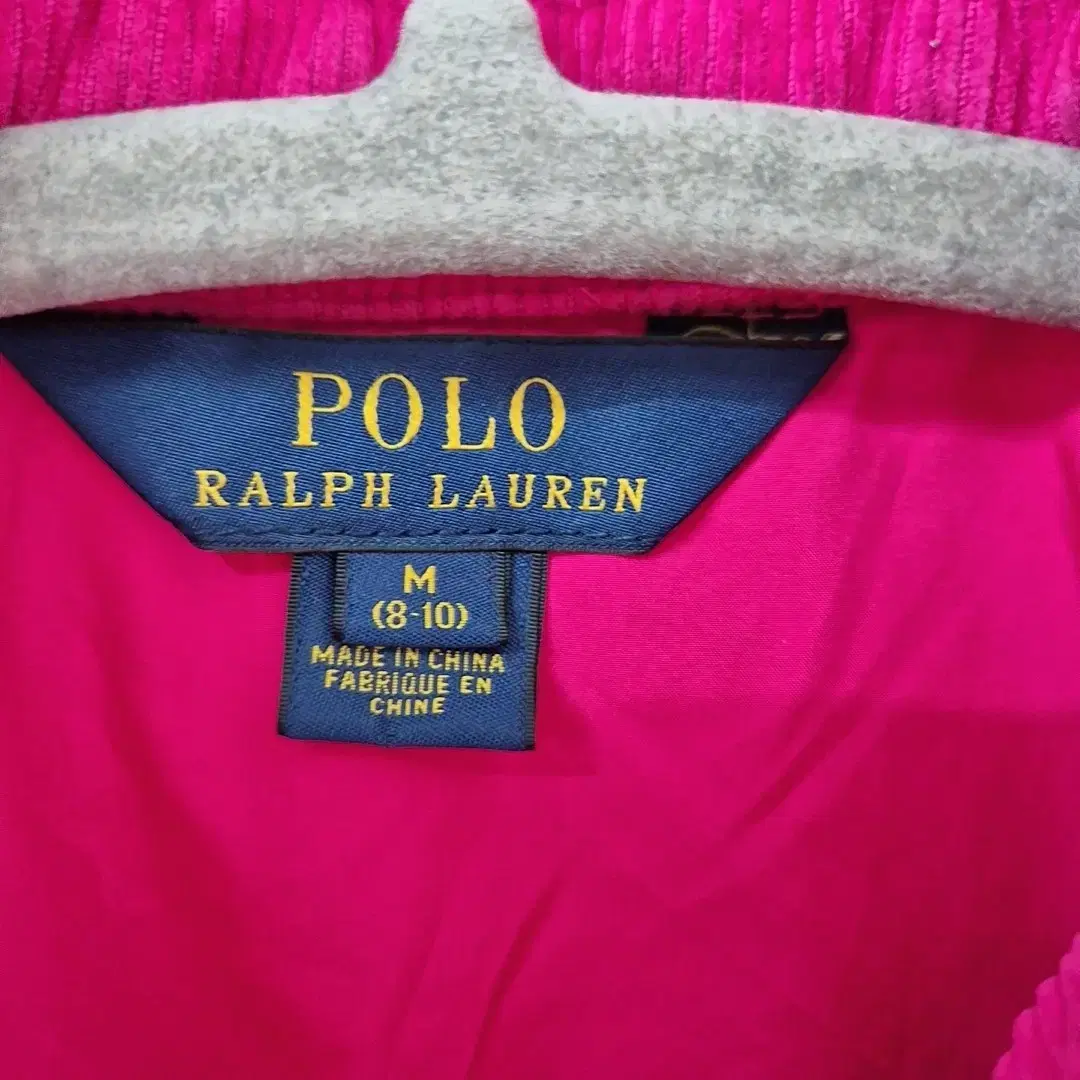 POLO
RALPH LAUREN
M
(8-10)
MADE IN CHINA
FABRIQUE EN
CHINE